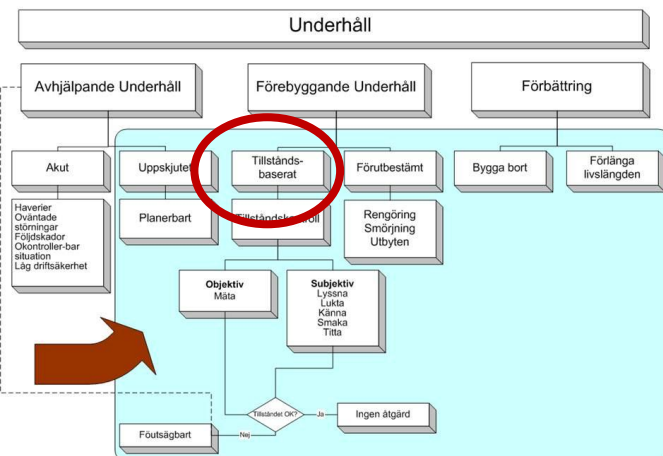 Underhåll
Avhjälpande Underhåll
Förebyggande Underhåll
Förbättring
Akut
Uppskjutet
Tillstånds-
baserat
Förutbestämt
Bygga bort
Förlänga
livslängden
Haverier
Oväntade
störningar
Följdskador
Okontroller-bar
situation
Låg driftsäkerhet
Planerbart
Tillståndskontroll
Rengöring
Smörjning
Utbyten
Objektiv
Mäta
Subjektiv
Lyssna
Lukta
Känna
Smaka
Titta
Tillståndet OK?
Ja
Ingen åtgärd
Nej
Föutsägbart